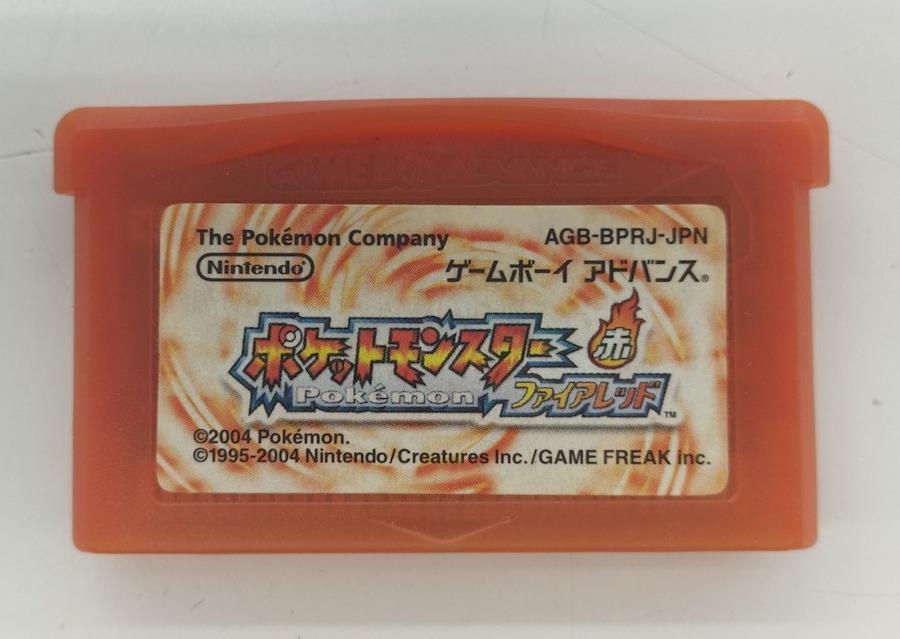 GAME BOY ADVANCE
The Pokémon Company AGB-BPRJ-JPN
Nintendo® ゲームボーイ アドバンス®
ポケットモンスター 赤
Pokémon ファイアレッド™
©2004 Pokémon.
©1995-2004 Nintendo/Creatures Inc./GAME FREAK inc.